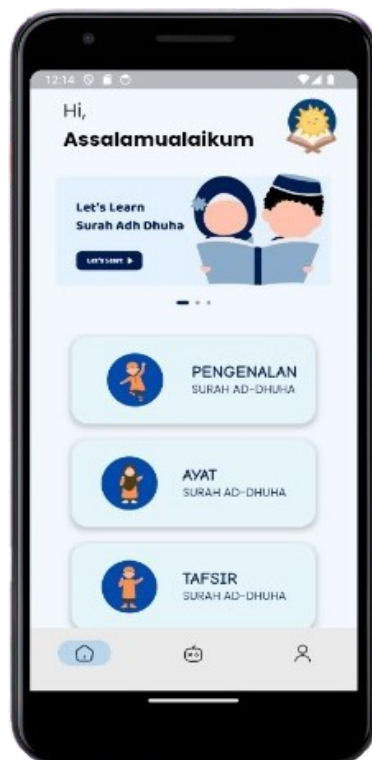 12:14
Hi,
Assalamualaikum
Let's Learn
Surah Adh Dhuha
Let's Start
PENGENALAN
SURAH AD-DHUHA
AYAT
SURAH AD-DHUHA
TAFSIR
SURAH AD-DHUHA